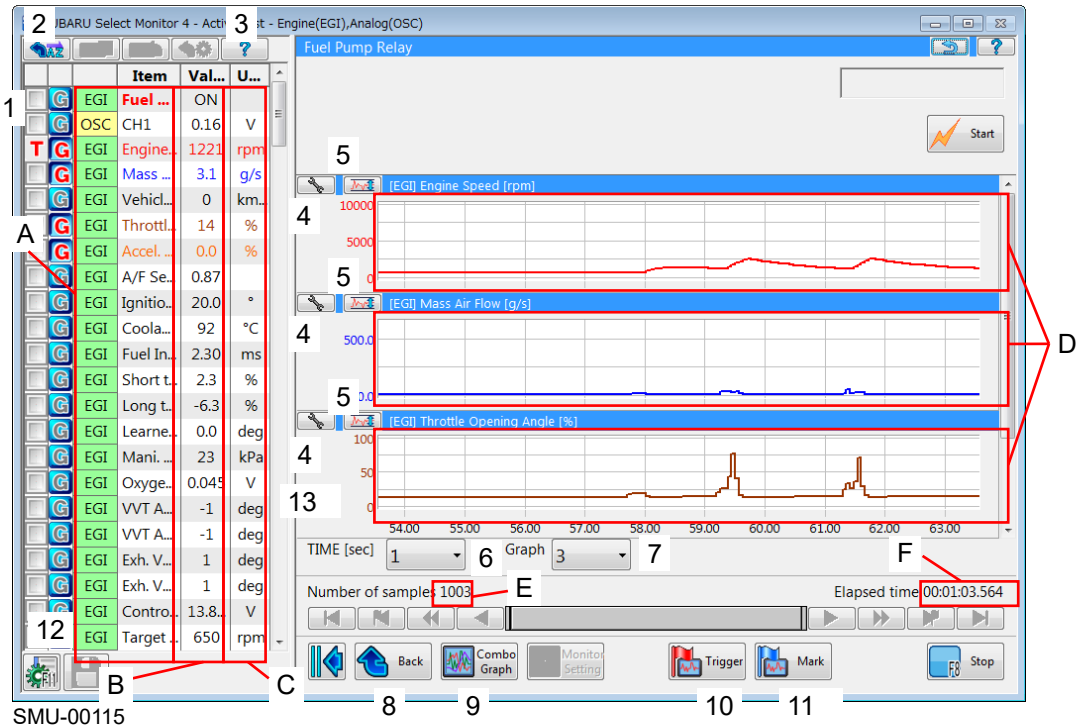 UBARU Select Monitor 4 - Acti st - Engine(EGI),Analog(OSC)
2 3
AZ ? Fuel Pump Relay ?
Item Val... U...
1
G EGI Fuel ... ON
G OSC CH1 0.16 V
T G EGI Engine.. 1221 rpm
G EGI Mass ... 3.1 g/s
G EGI Vehicl... 0 km..
G EGI Throttl... 14 %
A
G EGI Accel. ... 0.0 %
G EGI A/F Se... 0.87
G EGI Ignitio... 20.0 °
G EGI Coola... 92 °C
G EGI Fuel In... 2.30 ms
G EGI Short t... 2.3 %
G EGI Long t... -6.3 %
G EGI Learne.. 0.0 deg
G EGI Mani. ... 23 kPa
G EGI Oxyge.. 0.045 V
G EGI VVT A... -1 deg
G EGI VVT A... -1 deg
G EGI Exh. V... 1 deg
G EGI Exh. V... 1 deg
G EGI Contro.. 13.8.. V
12
EGI Target .. 650 rpm
F11
B C
Start
5
[EGI] Engine Speed [rpm]
4
10000
5000
0
5
[EGI] Mass Air Flow [g/s]
4
500.0
D
5
.0
[EGI] Throttle Opening Angle [%]
4
100
50
0
13
54.00 55.00 56.00 57.00 58.00 59.00 60.00 61.00 62.00 63.00
TIME [sec] 1 6 Graph 3 7
F
Number of samples 1003 E Elapsed time 00:01:03.564
Back Combo Graph Monitor Setting Trigger Mark F8 Stop
8 9 10 11
SMU-00115